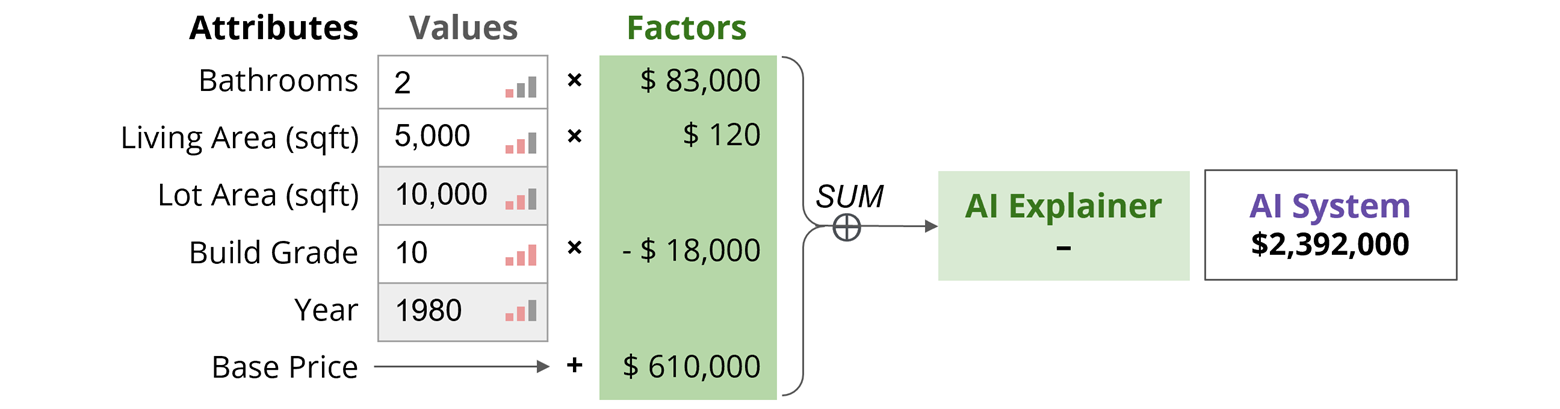 Attributes Values Factors
Bathrooms 2 × $ 83,000
Living Area (sqft) 5,000 × $ 120
Lot Area (sqft) 10,000
Build Grade 10 × - $ 18,000
Year 1980
Base Price + $ 610,000
SUM
AI Explainer
–
AI System
$2,392,000